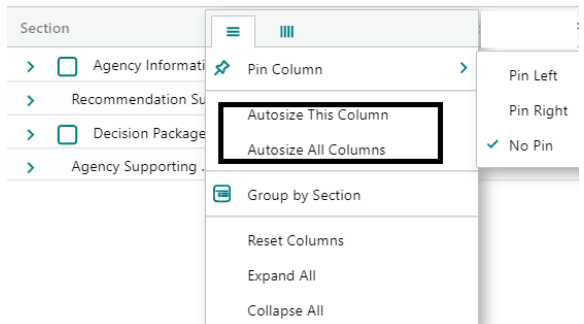 Section
Agency Informati
Recommendation Su
Decision Package
Agency Supporting .
Pin Column
Autosize This Column
Autosize All Columns
Group by Section
Reset Columns
Expand All
Collapse All
Pin Left
Pin Right
No Pin